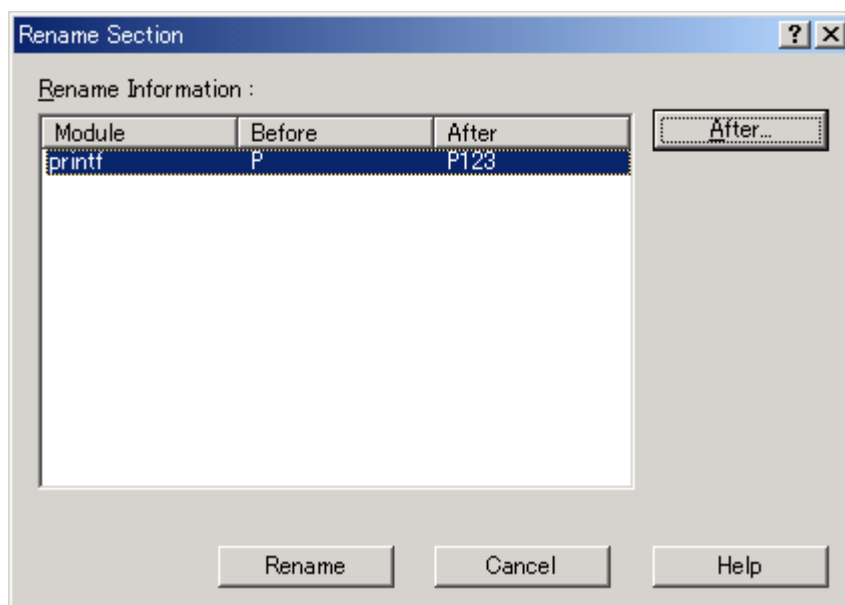 Rename Section
Rename Information :
Module Before After
printf P P123
After...
Rename Cancel Help